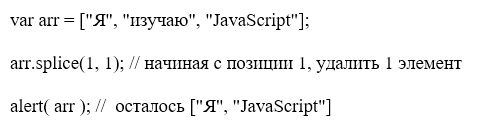 var arr = ["Я", "изучаю", "JavaScript"];
arr.splice(1, 1); // начиная с позиции 1, удалить 1 элемент
alert( arr ); //  осталось ["Я", "JavaScript"]